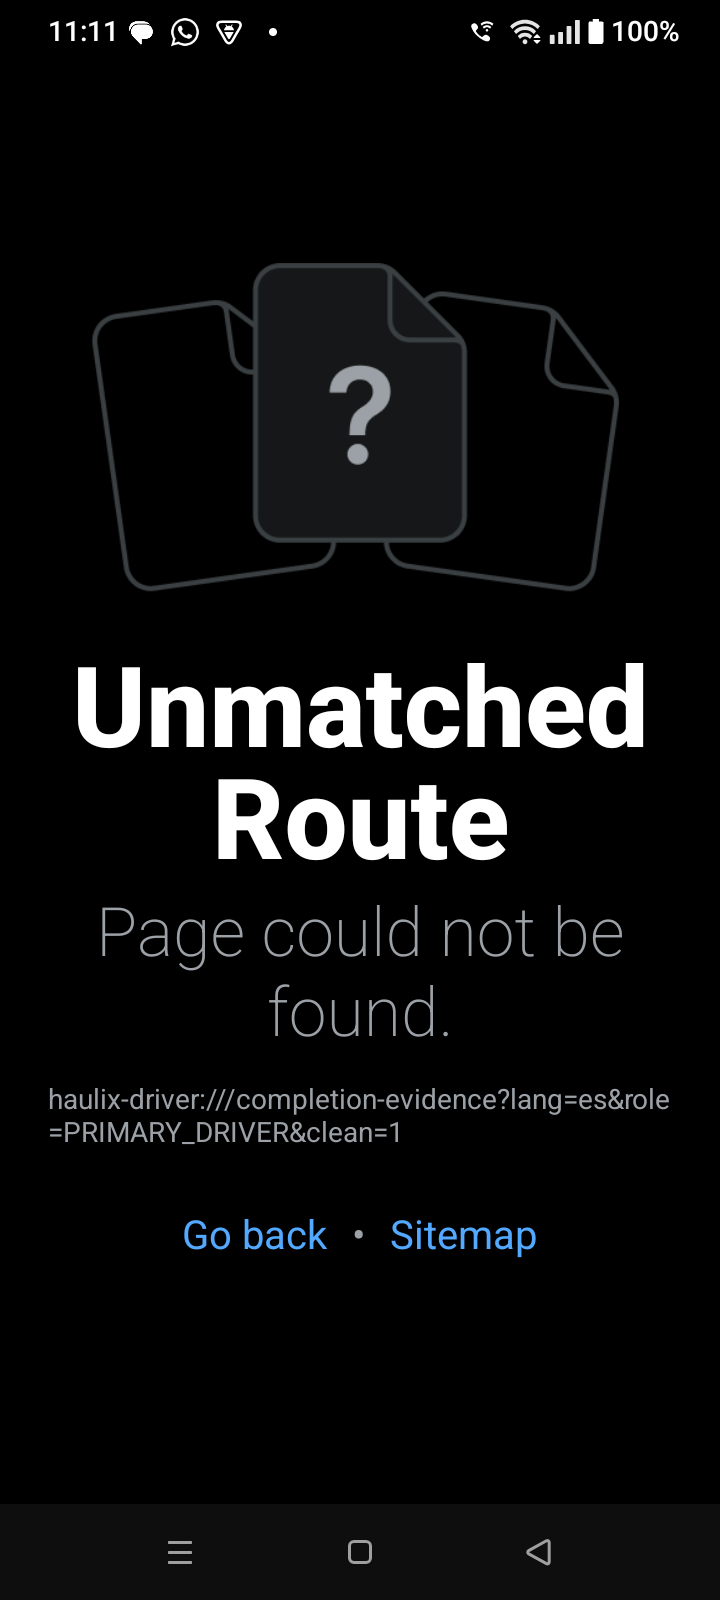 11:11 100%
?
Unmatched
Route
Page could not be
found.
haulix-driver:///completion-evidence?lang=es&role
=PRIMARY_DRIVER&clean=1
Go back • Sitemap